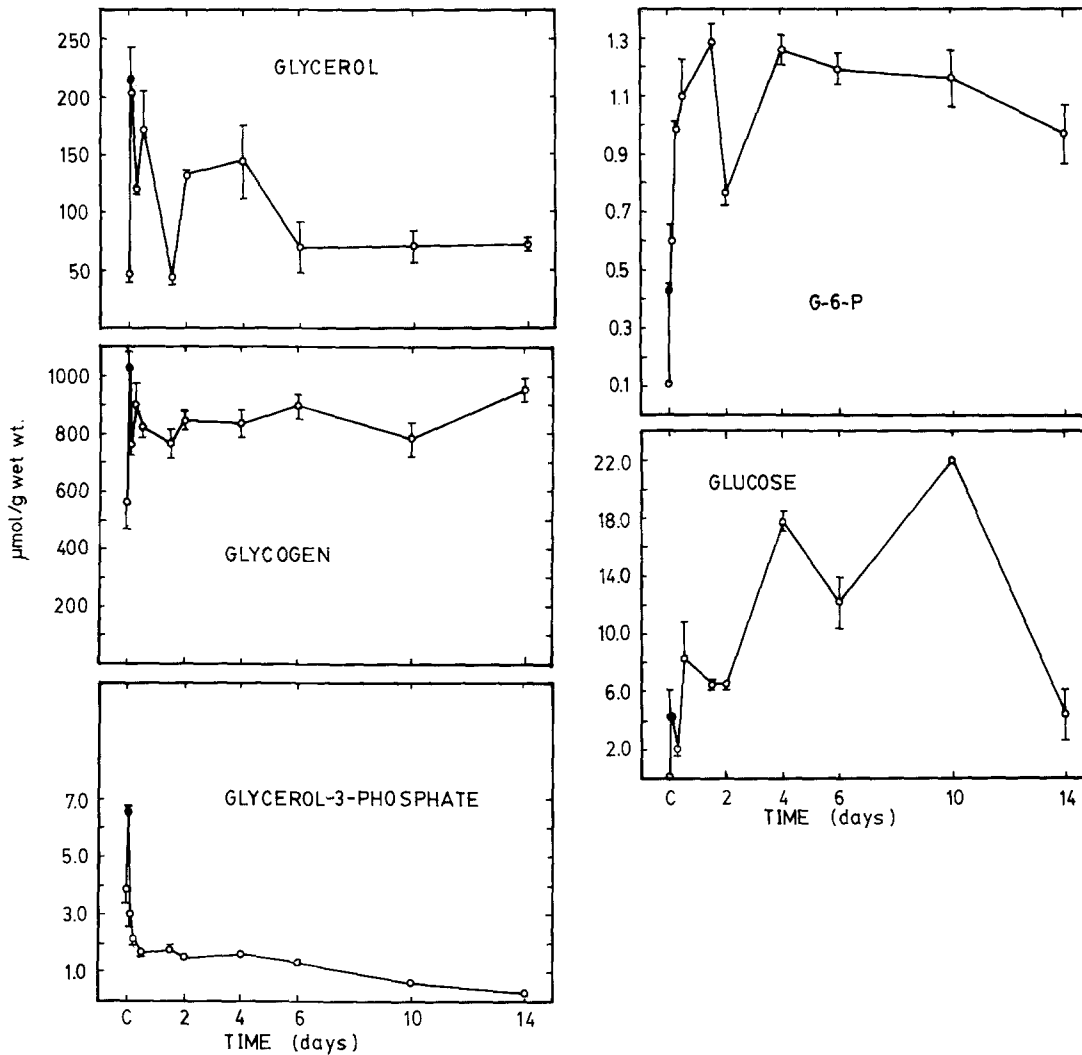 GLYCEROL
250
200
150
100
50
GLYCOGEN
1000
800
600
400
200
µmol/g wet wt.
GLYCEROL-3-PHOSPHATE
7.0
5.0
3.0
1.0
C 2 4 6 10 14
TIME (days)
G-6-P
1.3
1.1
0.9
0.7
0.5
0.3
0.1
GLUCOSE
22.0
18.0
14.0
10.0
6.0
2.0
C 2 4 6 10 14
TIME (days)